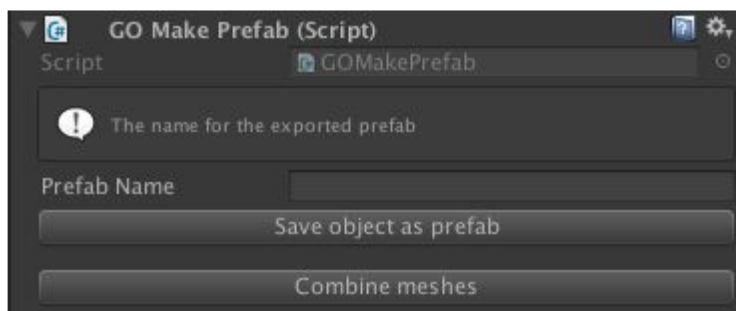 GO Make Prefab (Script)
Script GOMakePrefab
The name for the exported prefab
Prefab Name
Save object as prefab
Combine meshes